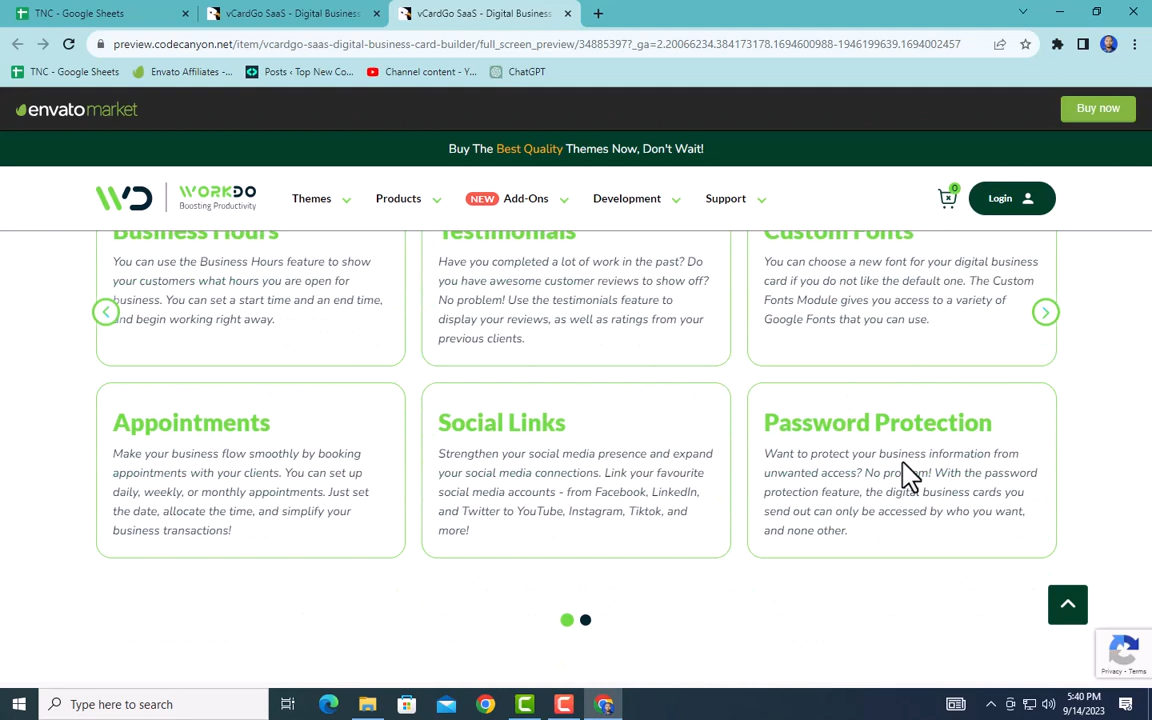 TNC - Google Sheets
vCardGo SaaS - Digital Business
vCardGo SaaS - Digital Business
preview.codecanyon.net/item/vcardgo-saas-digital-business-card-builder/full_screen_preview/34885397?_ga=2.20066234.384173178.1694600988-1946199639.1694002457
TNC - Google Sheets
Envato Affiliates -...
Posts ‹ Top New Co...
Channel content - Y...
ChatGPT
envatomarket
Buy now
Buy The Best Quality Themes Now, Don't Wait!
WORKDO
Boosting Productivity
Themes
Products
NEW Add-Ons
Development
Support
0
Login
Business Hours
You can use the Business Hours feature to show
your customers what hours you are open for
business. You can set a start time and an end time,
and begin working right away.
Testimonials
Have you completed a lot of work in the past? Do
you have awesome customer reviews to show off?
No problem! Use the testimonials feature to
display your reviews, as well as ratings from your
previous clients.
Custom Fonts
You can choose a new font for your digital business
card if you do not like the default one. The Custom
Fonts Module gives you access to a variety of
Google Fonts that you can use.
Appointments
Make your business flow smoothly by booking
appointments with your clients. You can set up
daily, weekly, or monthly appointments. Just set
the date, allocate the time, and simplify your
business transactions!
Social Links
Strengthen your social media presence and expand
your social media connections. Link your favourite
social media accounts - from Facebook, LinkedIn,
and Twitter to YouTube, Instagram, Tiktok, and
more!
Password Protection
Want to protect your business information from
unwanted access? No problem! With the password
protection feature, the digital business cards you
send out can only be accessed by who you want,
and none other.
Privacy - Terms
Type here to search
5:40 PM
9/14/2023